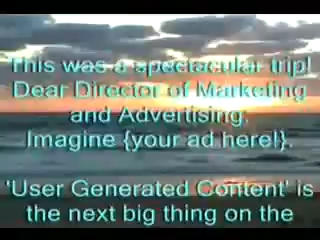 This was a spectacular trip!
Dear Director of Marketing
and Advertising.
Imagine {your ad here!}.
'User Generated Content' is
the next big thing on the